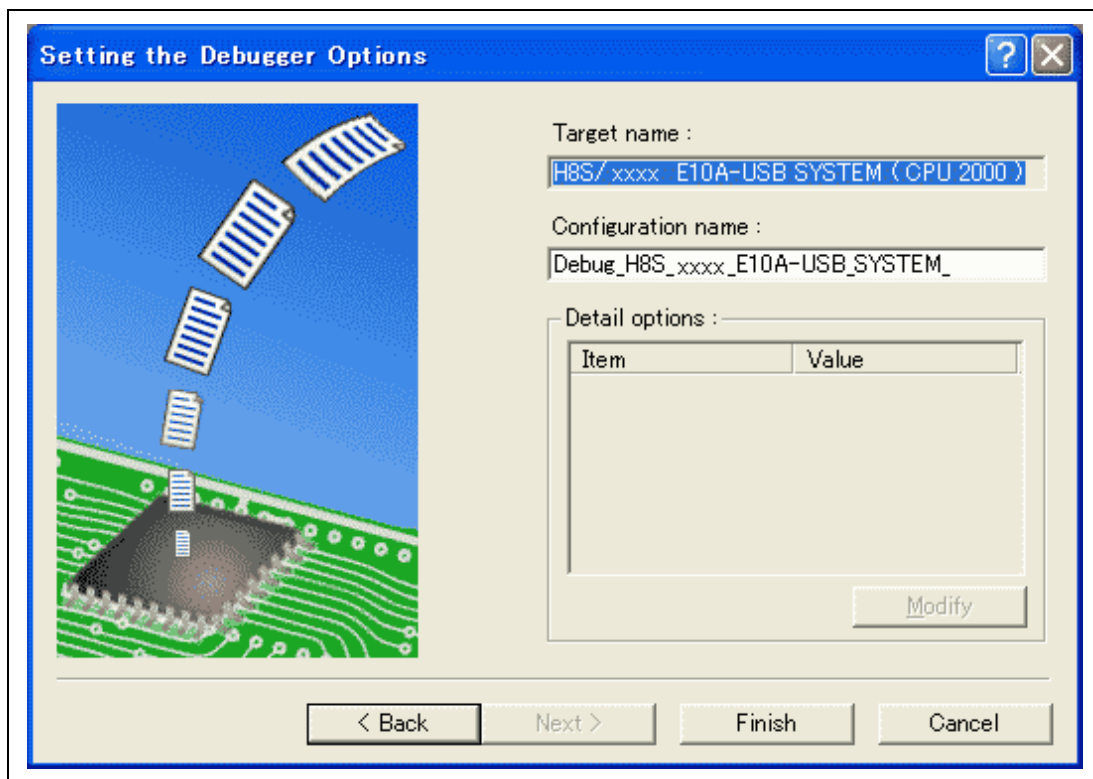 Setting the Debugger Options
Target name :
H8S/ xxxx E10A-USB SYSTEM ( CPU 2000 )
Configuration name :
Debug_H8S_xxxx_E10A-USB_SYSTEM_
Detail options :
Item Value
Modify
< Back Next > Finish Cancel